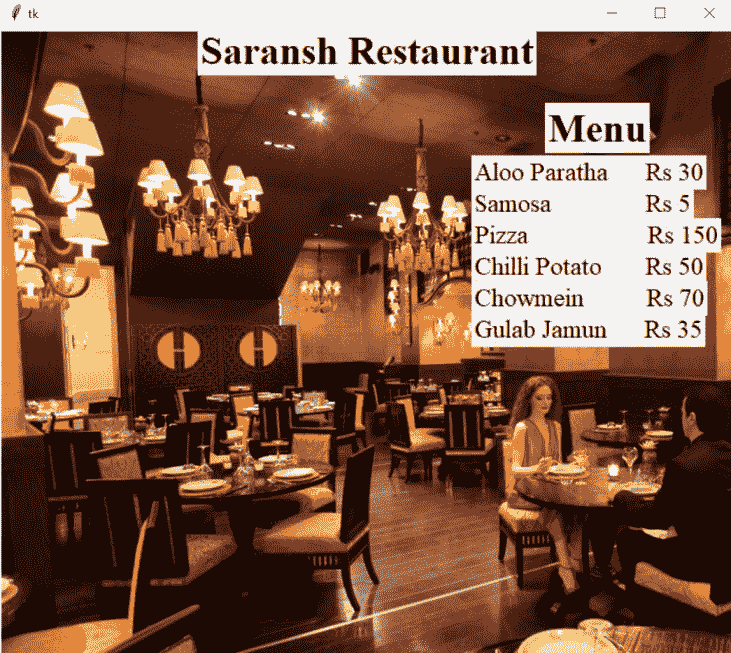 tk
Saransh Restaurant
Menu
Aloo Paratha Rs 30
Samosa Rs 5
Pizza Rs 150
Chilli Potato Rs 50
Chowmein Rs 70
Gulab Jamun Rs 35